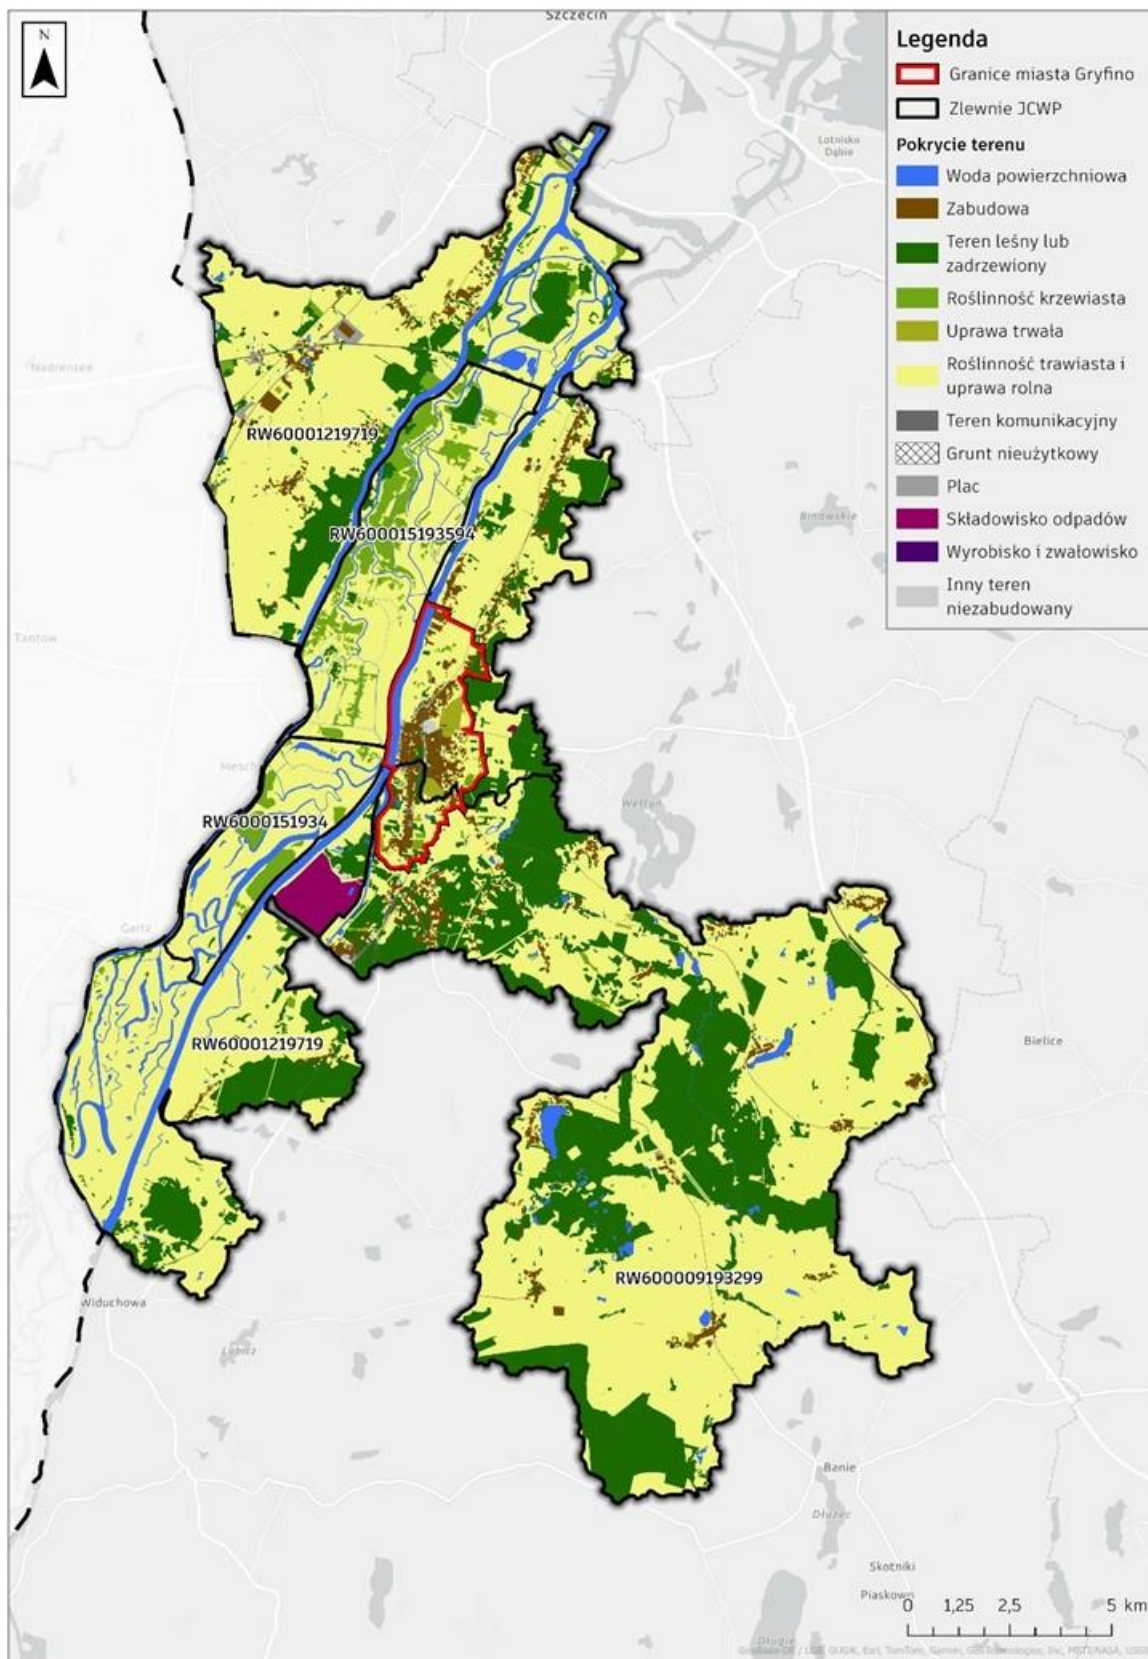 Szczecin
N
Legenda
Granice miasta Gryfino
Zlewnie JCWP
Pokrycie terenu
Woda powierzchniowa
Zabudowa
Teren leśny lub
zadrzewiony
Roślinność krzewiasta
Uprawa trwała
Roślinność trawiasta i
uprawa rolna
Teren komunikacyjny
Grunt nieużytkowy
Plac
Składowisko odpadów
Wyrobisko i zwałowisko
Inny teren
niezabudowany
Lotnisko
Dąbie
Nadrensee
RW60001219719
Binowskie
RW600015193594
Tantow
Mesch
Wełtyń
RW6000151934
Gartz
RW60001219719
Bielice
RW600009193299
Widuchowa
Lubicz
Banie
Dłużec
Skotniki
Piaskowo
0 1,25 2,5 5 km
Długie